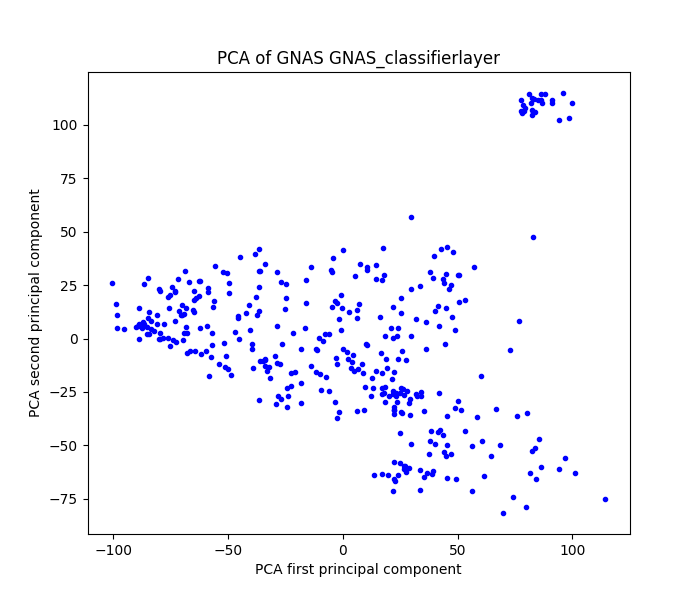 PCA of GNAS GNAS_classifierlayer
PCA second principal component
100
75
50
25
0
−25
−50
−75
−100 −50 0 50 100
PCA first principal component